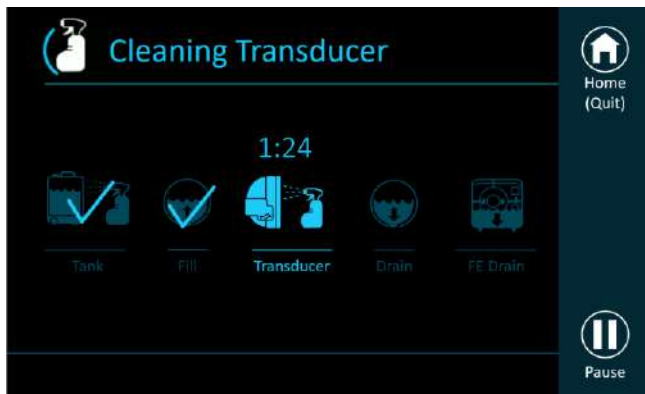 Cleaning Transducer
Home
(Quit)
1:24
Tank
Fill
Transducer
Drain
FE Drain
Pause